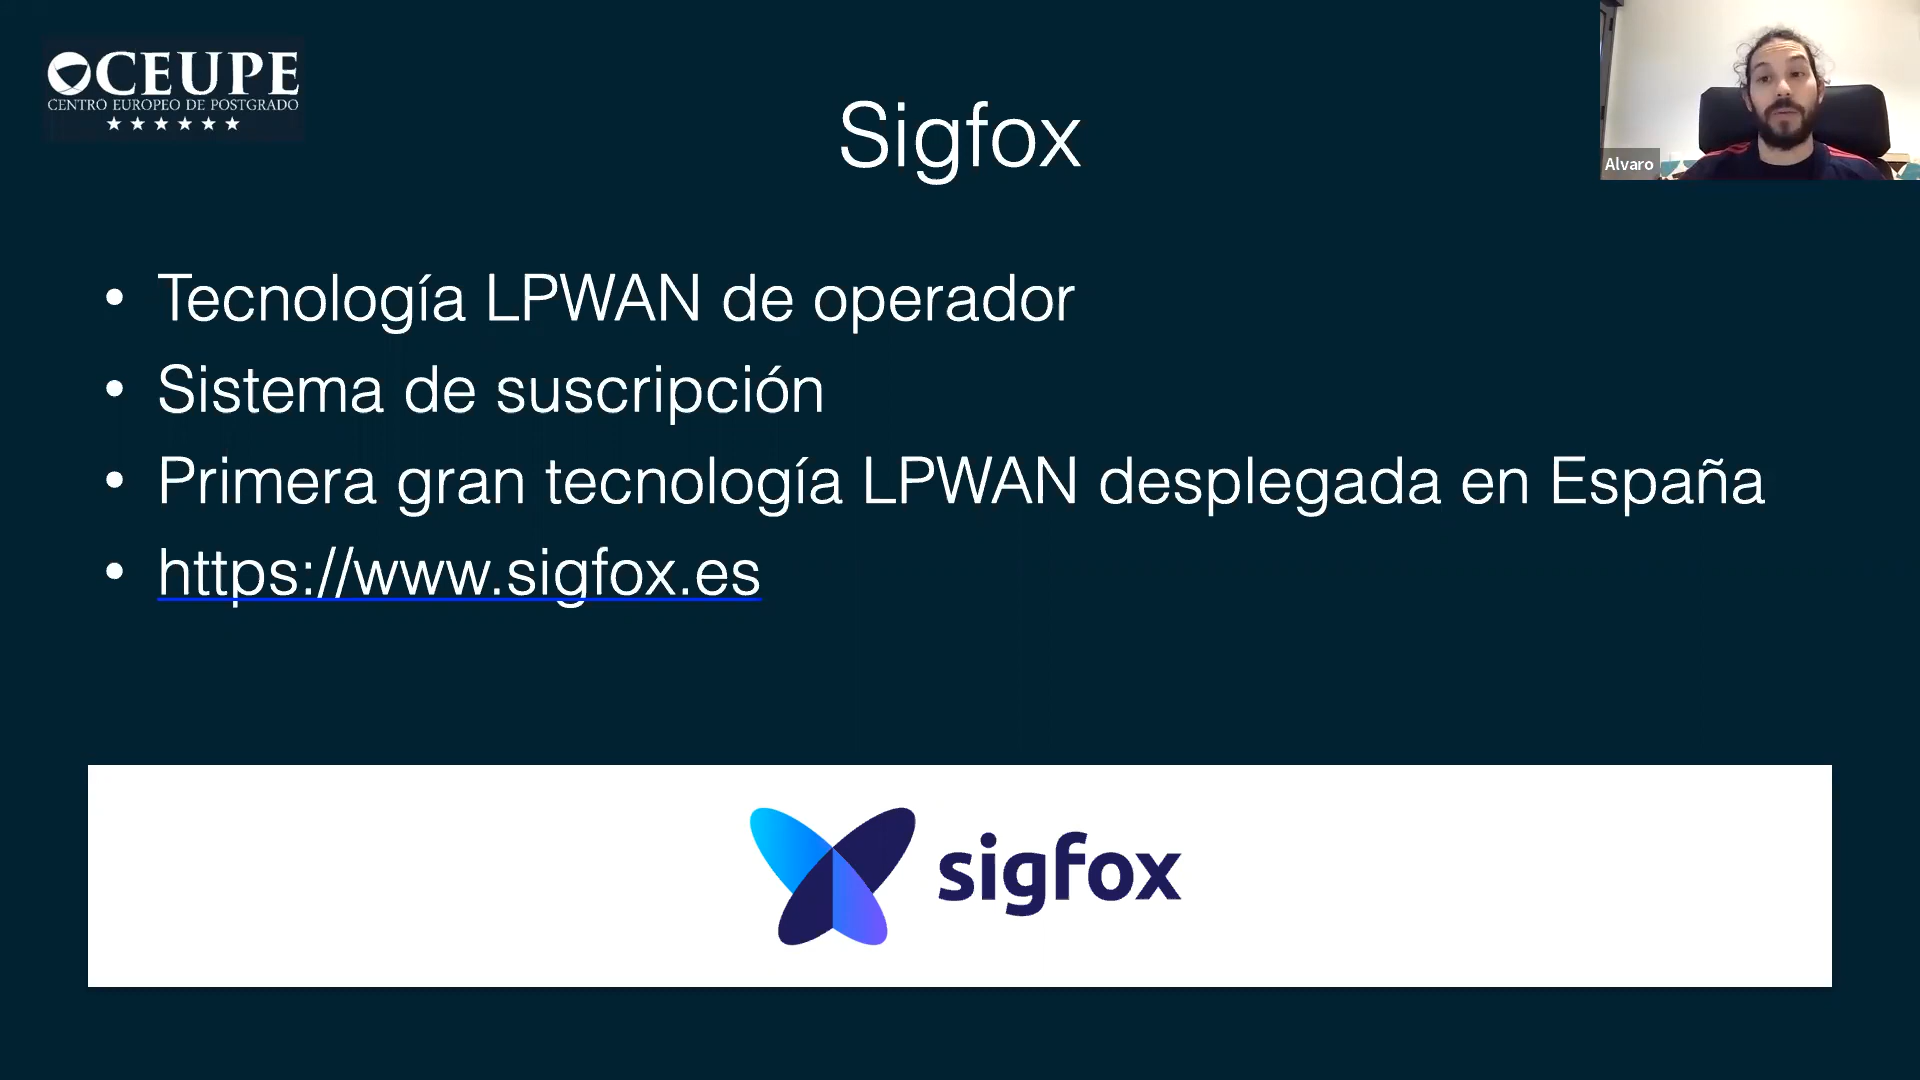 CEUPE
CENTRO EUROPEO DE POSTGRADO
Sigfox
Alvaro
• Tecnología LPWAN de operador
• Sistema de suscripción
• Primera gran tecnología LPWAN desplegada en España
• https://www.sigfox.es
sigfox